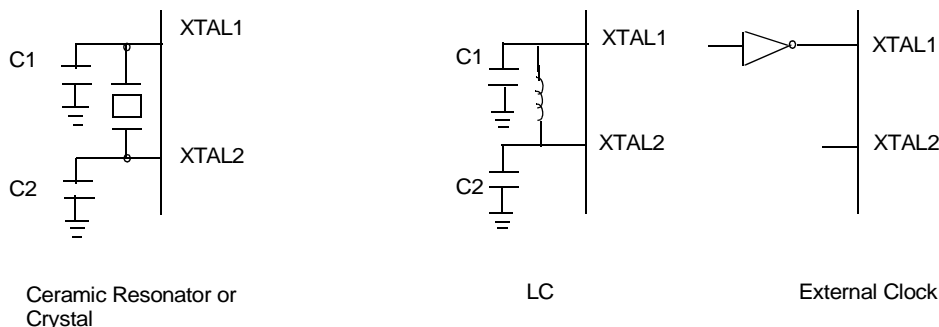 XTAL1
C1
XTAL2
C2
Ceramic Resonator or
Crystal
XTAL1
C1
XTAL2
C2
LC
XTAL1
XTAL2
External Clock